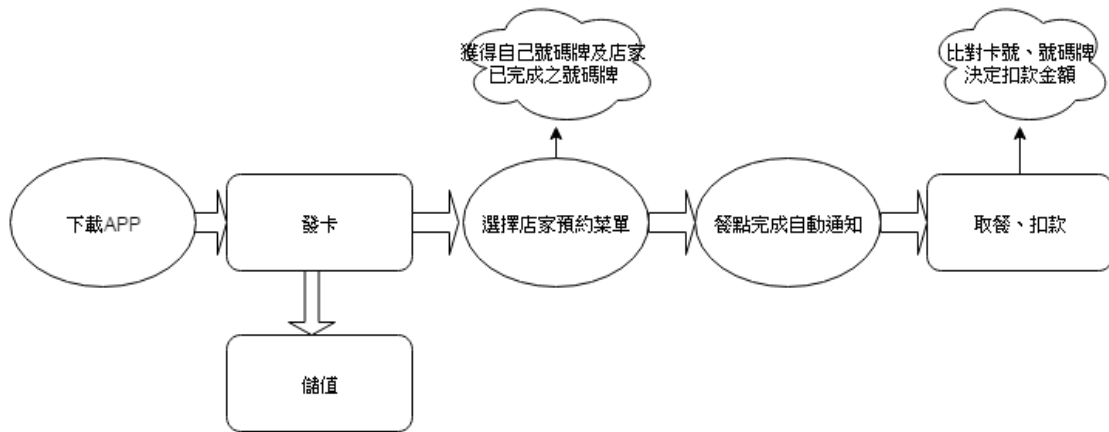 獲得自己號碼牌及店家
已完成之號碼牌
比對卡號、號碼牌
決定扣款金額
下載APP
發卡
選擇店家預約菜單
餐點完成自動通知
取餐、扣款
儲值